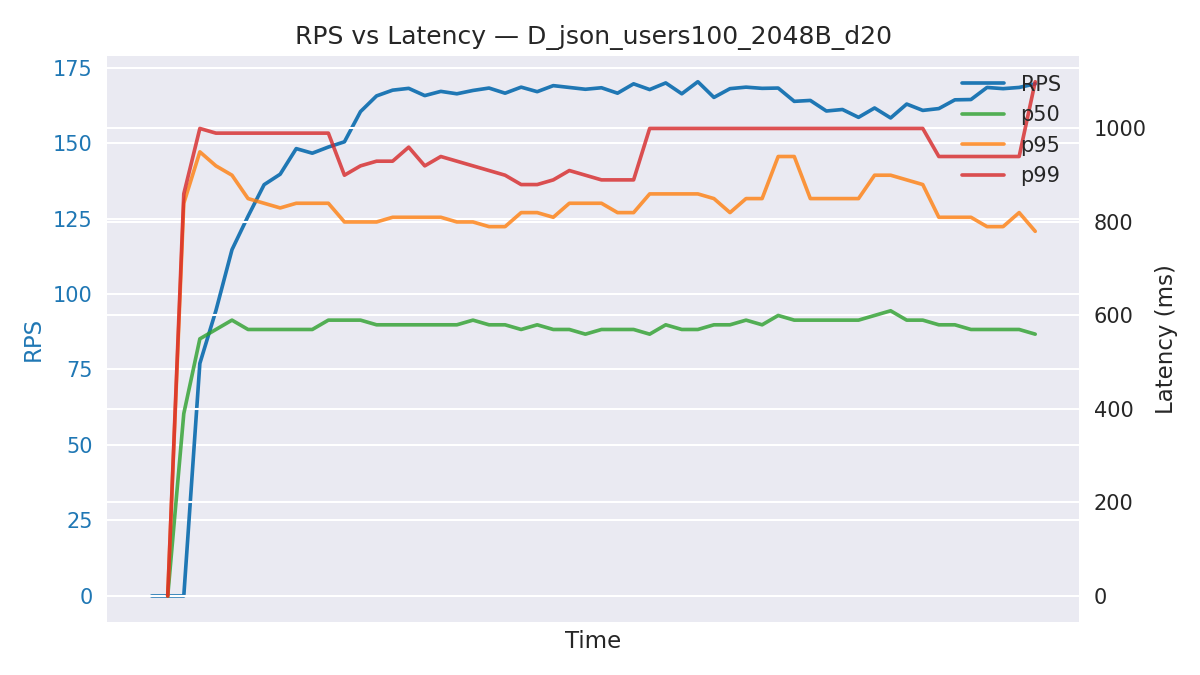 RPS vs Latency — D_json_users100_2048B_d20
175
150
125
100
75
50
25
0
RPS
1000
800
600
400
200
0
Latency (ms)
RPS
p50
p95
p99
Time